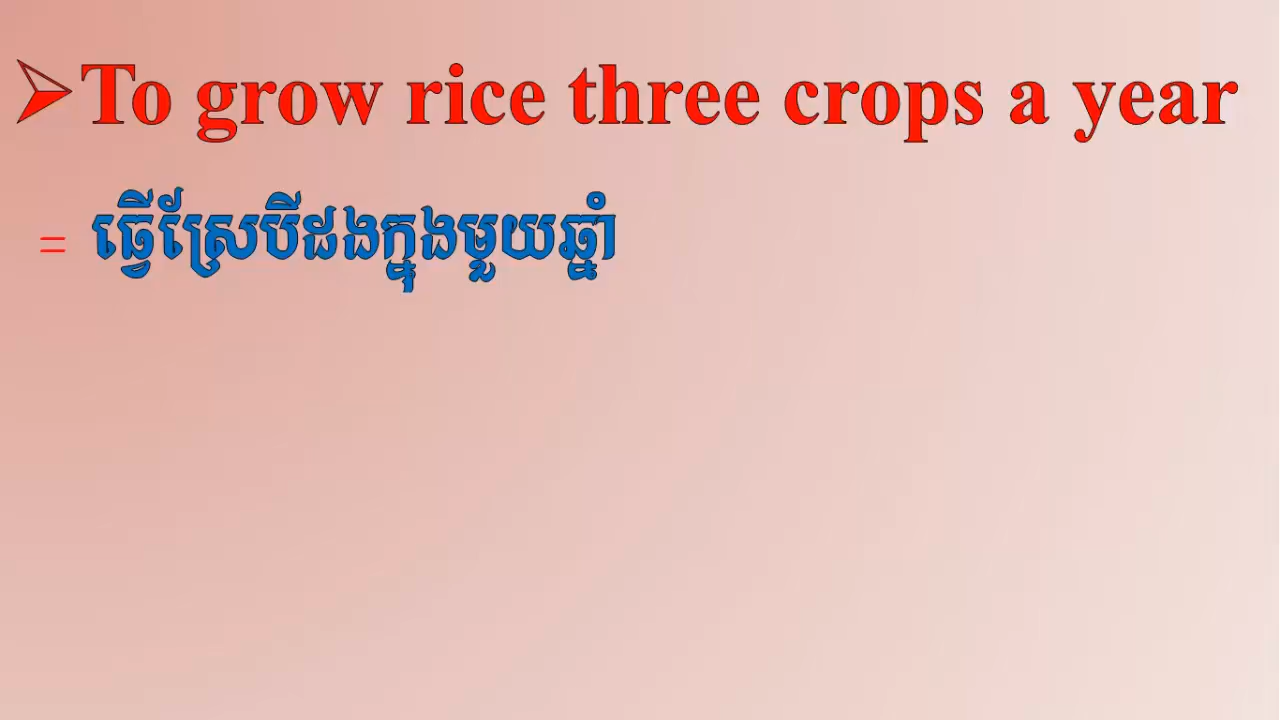 ➢To grow rice three crops a year
= ធ្វើស្រែបីដងក្នុងមួយឆ្នាំ